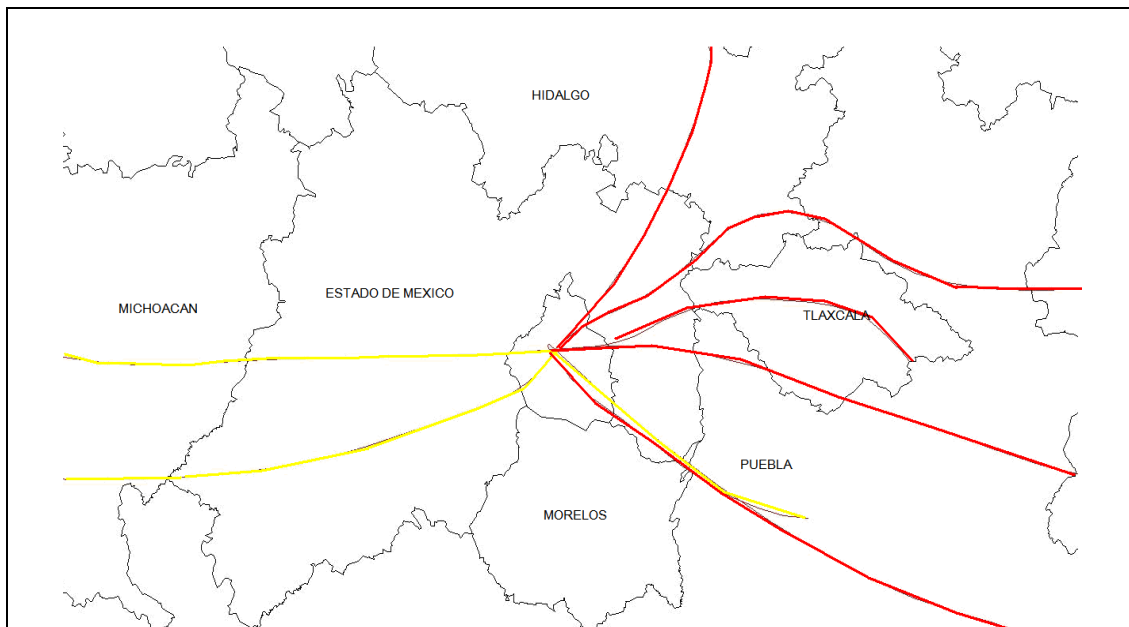 HIDALGO
ESTADO DE MEXICO
MICHOACAN
TLAXCALA
PUEBLA
MORELOS